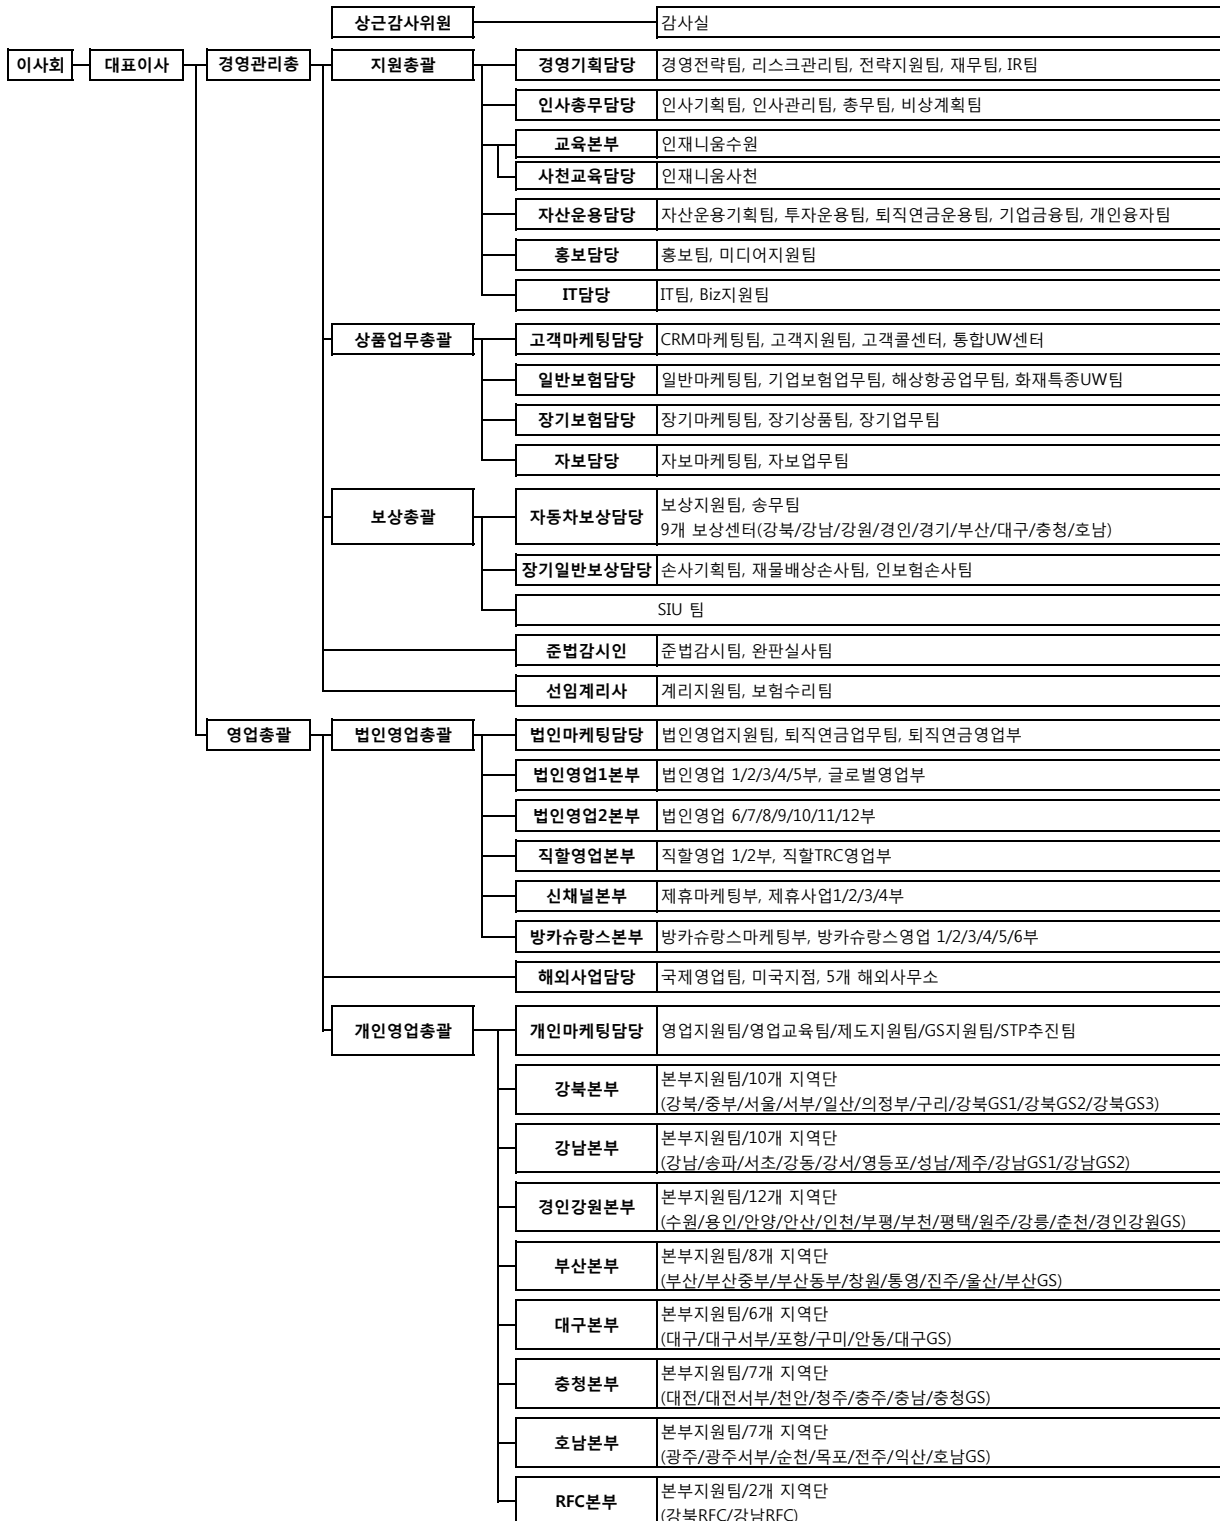 상근감사위원 감사실
이사회 대표이사 경영관리총 지원총괄 경영기획담당 경영전략팀, 리스크관리팀, 전략지원팀, 재무팀, IR팀
인사총무담당 인사기획팀, 인사관리팀, 총무팀, 비상계획팀
교육본부 인재니움수원
사천교육담당 인재니움사천
자산운용담당 자산운용기획팀, 투자운용팀, 퇴직연금운용팀, 기업금융팀, 개인융자팀
홍보담당 홍보팀, 미디어지원팀
IT담당 IT팀, Biz지원팀
상품업무총괄 고객마케팅담당 CRM마케팅팀, 고객지원팀, 고객콜센터, 통합UW센터
일반보험담당 일반마케팅팀, 기업보험업무팀, 해상항공업무팀, 화재특종UW팀
장기보험담당 장기마케팅팀, 장기상품팀, 장기업무팀
자보담당 자보마케팅팀, 자보업무팀
보상총괄 자동차보상담당 보상지원팀, 송무팀
9개 보상센터(강북/강남/강원/경인/경기/부산/대구/충청/호남)
장기일반보상담당 손사기획팀, 재물배상손사팀, 인보험손사팀
SIU 팀
준법감시인 준법감시팀, 완판실사팀
선임계리사 계리지원팀, 보험수리팀
영업총괄 법인영업총괄 법인마케팅담당 법인영업지원팀, 퇴직연금업무팀, 퇴직연금영업부
법인영업1본부 법인영업 1/2/3/4/5부, 글로벌영업부
법인영업2본부 법인영업 6/7/8/9/10/11/12부
직할영업본부 직할영업 1/2부, 직할TRC영업부
신채널본부 제휴마케팅부, 제휴사업1/2/3/4부
방카슈랑스본부 방카슈랑스마케팅부, 방카슈랑스영업 1/2/3/4/5/6부
해외사업담당 국제영업팀, 미국지점, 5개 해외사무소
개인영업총괄 개인마케팅담당 영업지원팀/영업교육팀/제도지원팀/GS지원팀/STP추진팀
강북본부 본부지원팀/10개 지역단
(강북/중부/서울/서부/일산/의정부/구리/강북GS1/강북GS2/강북GS3)
강남본부 본부지원팀/10개 지역단
(강남/송파/서초/강동/강서/영등포/성남/제주/강남GS1/강남GS2)
경인강원본부 본부지원팀/12개 지역단
(수원/용인/안양/안산/인천/부평/부천/평택/원주/강릉/춘천/경인강원GS)
부산본부 본부지원팀/8개 지역단
(부산/부산중부/부산동부/창원/통영/진주/울산/부산GS)
대구본부 본부지원팀/6개 지역단
(대구/대구서부/포항/구미/안동/대구GS)
충청본부 본부지원팀/7개 지역단
(대전/대전서부/천안/청주/충주/충남/충청GS)
호남본부 본부지원팀/7개 지역단
(광주/광주서부/순천/목포/전주/익산/호남GS)
RFC본부 본부지원팀/2개 지역단
(강북RFC/강남RFC)